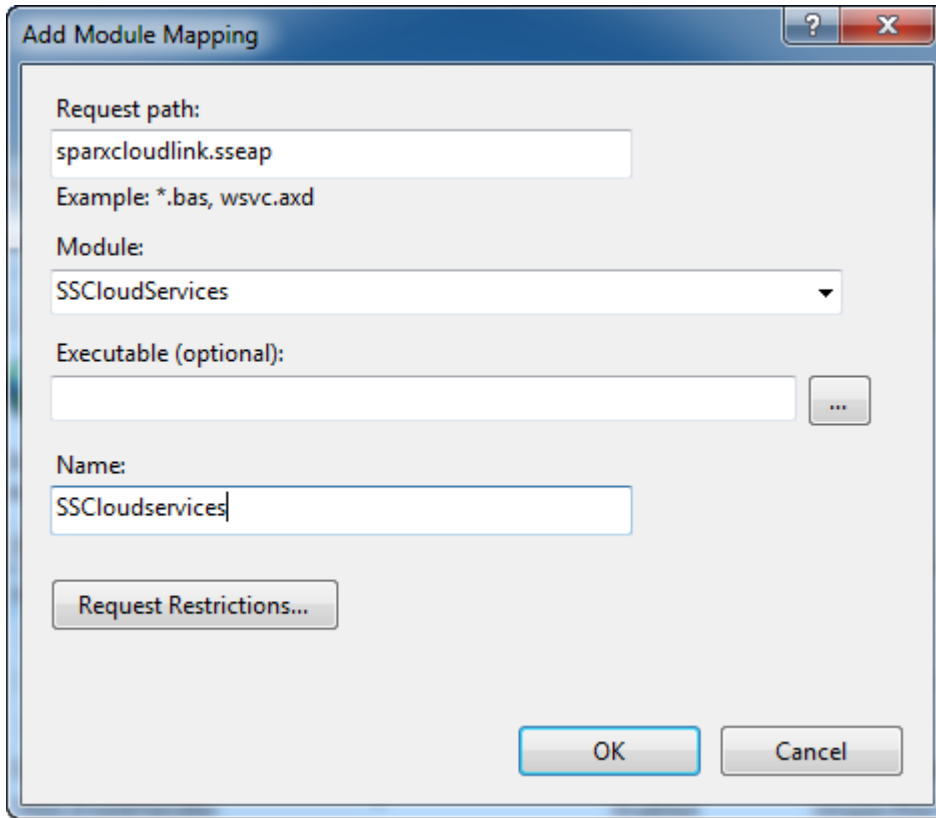 Add Module Mapping
?
Request path:
sparxcloudlink.sseap
Example: *.bas, wsvc.axd
Module:
SSCloudServices
Executable (optional):
...
Name:
SSCloudservices
Request Restrictions...
OK
Cancel